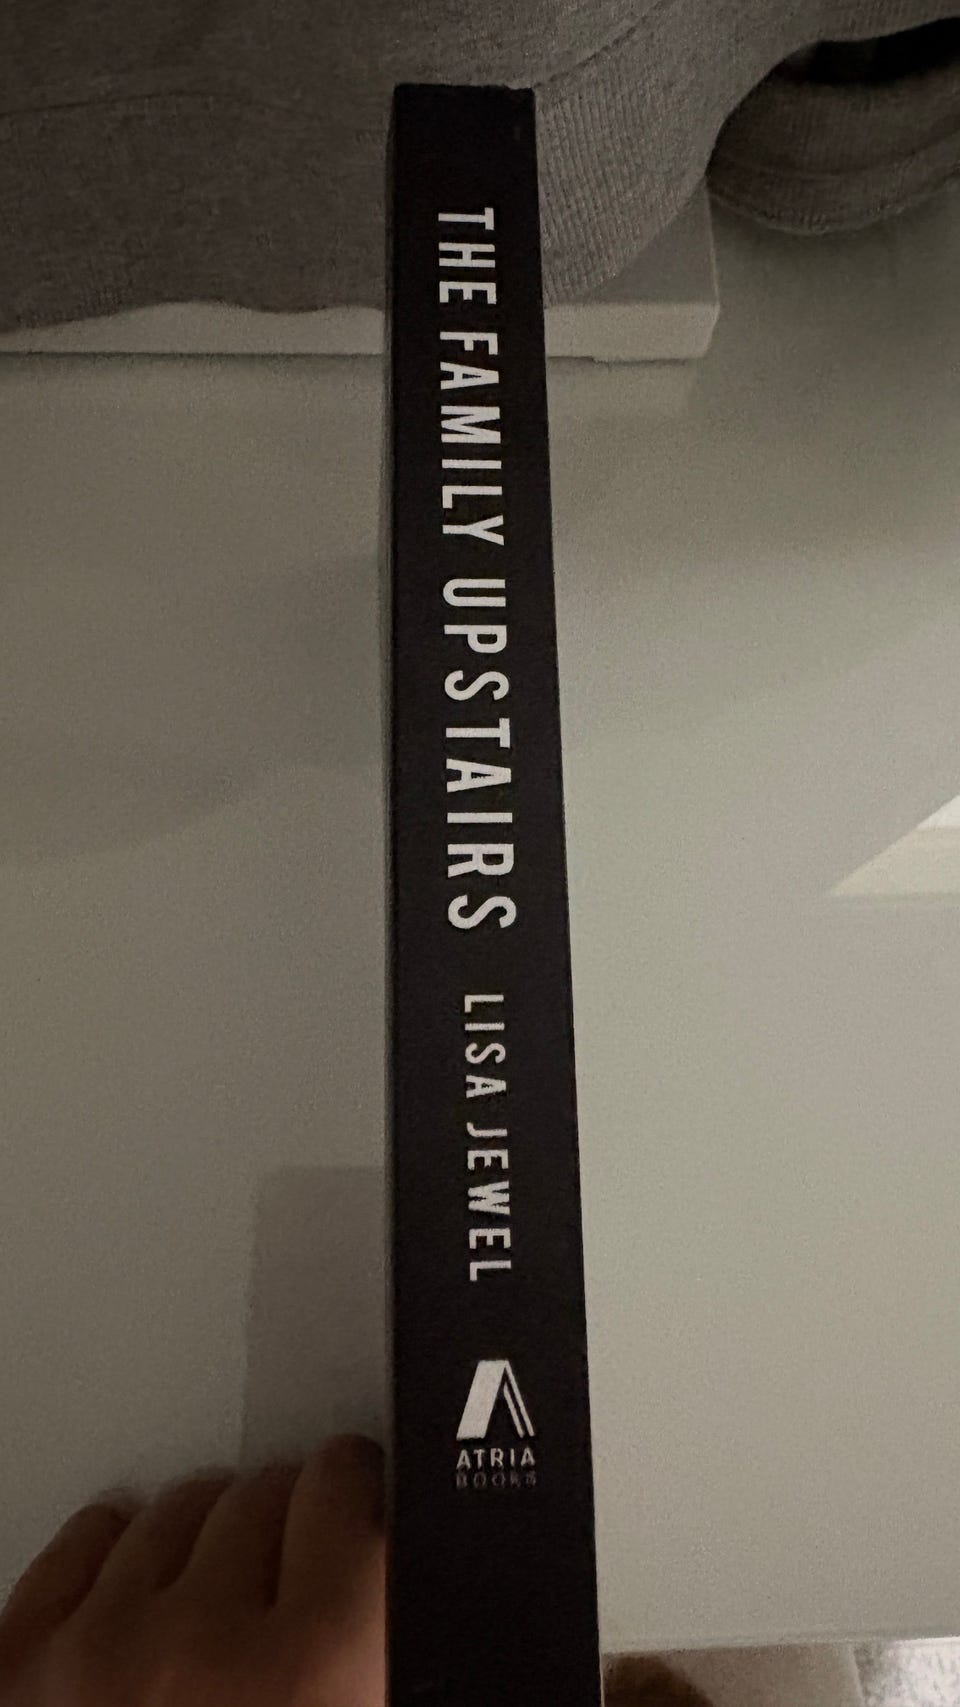 THE FAMILY UPSTAIRS LISA JEWEL
ATRIA
BOOKS